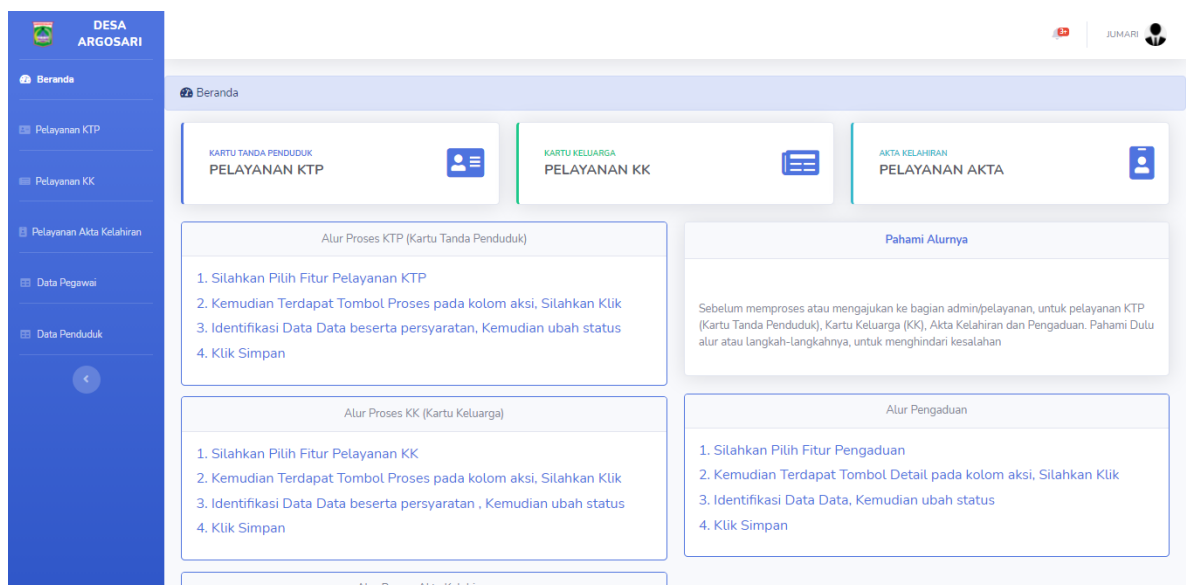 DESA
ARGOSARI
3+
JUMARI
Beranda
Pelayanan KTP
Pelayanan KK
Pelayanan Akta Kelahiran
Data Pegawai
Data Penduduk
Beranda
KARTU TANDA PENDUDUK
PELAYANAN KTP
KARTU KELUARGA
PELAYANAN KK
AKTA KELAHIRAN
PELAYANAN AKTA
Alur Proses KTP (Kartu Tanda Penduduk)
1. Silahkan Pilih Fitur Pelayanan KTP
2. Kemudian Terdapat Tombol Proses pada kolom aksi, Silahkan Klik
3. Identifikasi Data Data beserta persyaratan, Kemudian ubah status
4. Klik Simpan
Pahami Alurnya
Sebelum memproses atau mengajukan ke bagian admin/pelayanan, untuk pelayanan KTP
(Kartu Tanda Penduduk), Kartu Keluarga (KK), Akta Kelahiran dan Pengaduan. Pahami Dulu
alur atau langkah-langkahnya, untuk menghindari kesalahan
Alur Proses KK (Kartu Keluarga)
1. Silahkan Pilih Fitur Pelayanan KK
2. Kemudian Terdapat Tombol Proses pada kolom aksi, Silahkan Klik
3. Identifikasi Data Data beserta persyaratan , Kemudian ubah status
4. Klik Simpan
Alur Pengaduan
1. Silahkan Pilih Fitur Pengaduan
2. Kemudian Terdapat Tombol Detail pada kolom aksi, Silahkan Klik
3. Identifikasi Data Data, Kemudian ubah status
4. Klik Simpan